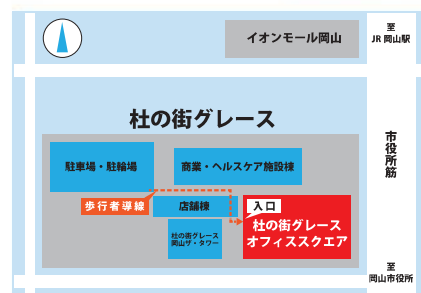 イオンモール岡山
至
JR 岡山駅
杜の街グレース
市役所筋
駐車場・駐輪場
商業・ヘルスケア施設棟
歩行者導線
店舗棟
入口
杜の街グレース
オフィススクエア
杜の街グレース
岡山ザ・タワー
至
岡山市役所